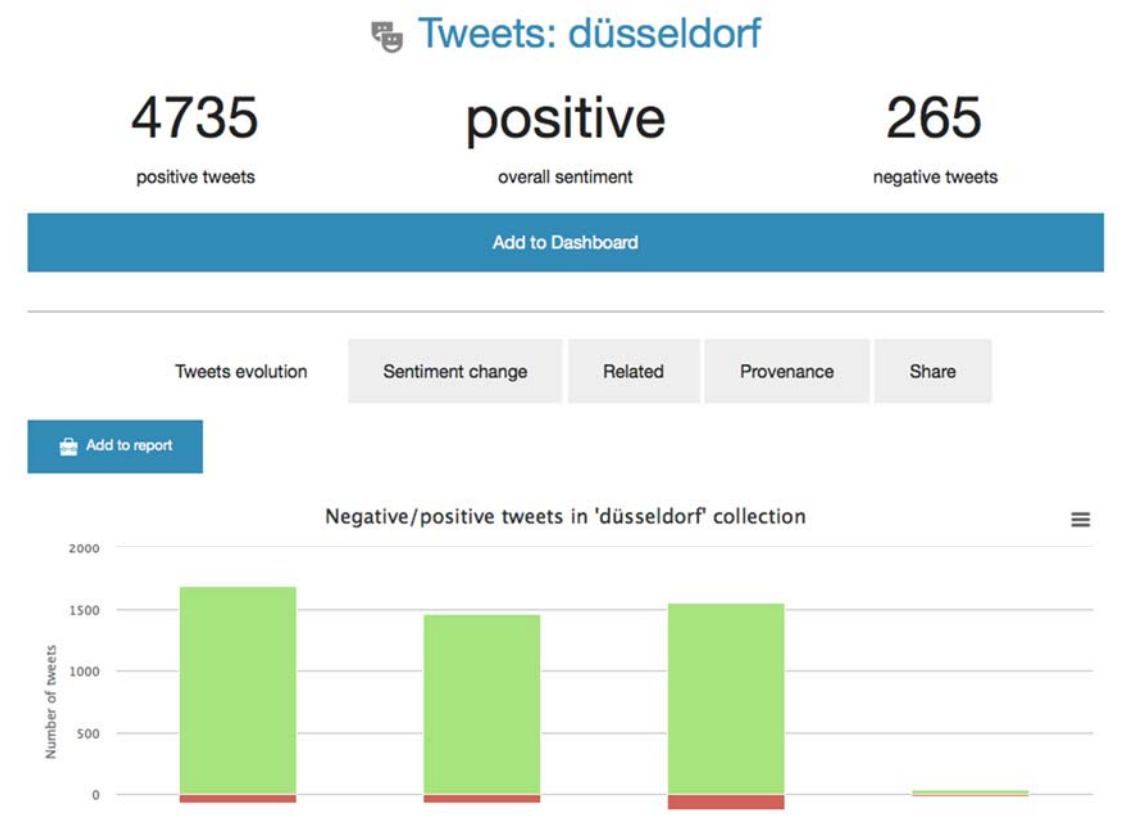 Tweets: düsseldorf
4735 positive 265
positive tweets overall sentiment negative tweets
Add to Dashboard
Tweets evolution Sentiment change Related Provenance Share
Add to report
Negative/positive tweets in 'düsseldorf' collection
2000
1500
1000
500
0
Number of tweets